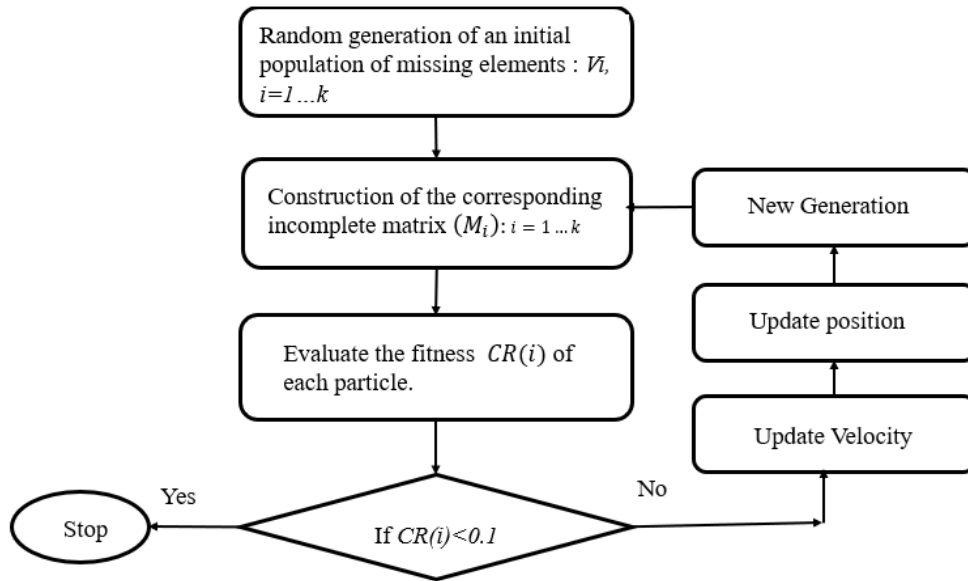 Random generation of an initial
population of missing elements : Vi,
i=1…k
Construction of the corresponding
incomplete matrix (Mᵢ): i = 1 … k
New Generation
Update position
Evaluate the fitness CR(i) of
each particle.
Update Velocity
Yes
No
Stop
If CR(i)<0.1